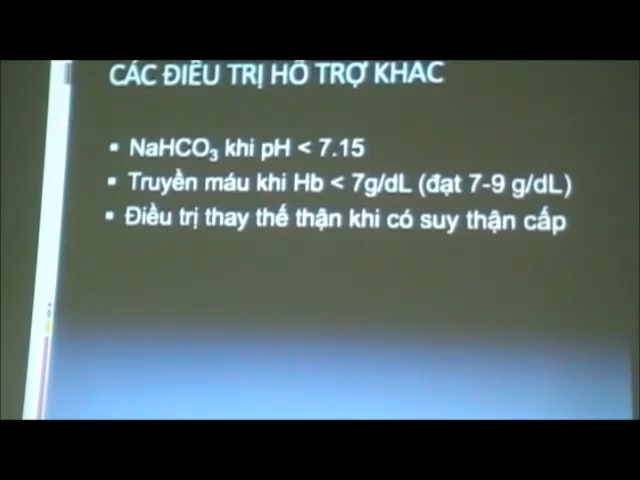 CÁC ĐIỀU TRỊ HỖ TRỢ KHÁC
▪ NaHCO₃ khi pH < 7.15
▪ Truyền máu khi Hb < 7g/dL (đạt 7-9 g/dL)
▪ Điều trị thay thế thận khi có suy thận cấp